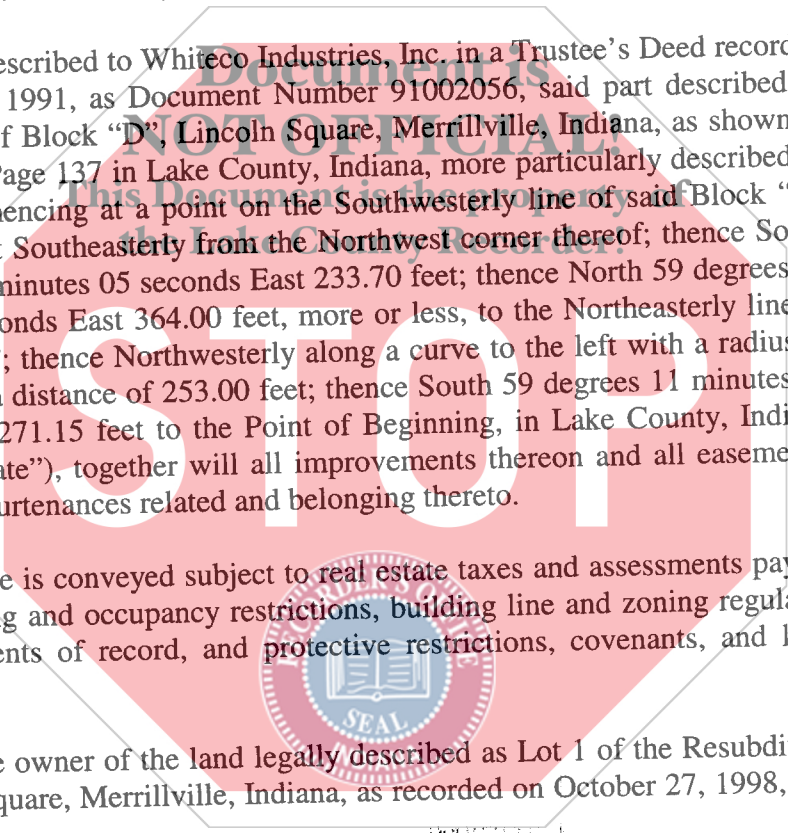 escribed to Whiteco Industries, Inc. in a Trustee's Deed record
1991, as Document Number 91002056, said part described
f Block "D", Lincoln Square, Merrillville, Indiana, as shown
Page 137 in Lake County, Indiana, more particularly described
encing at a point on the Southwesterly line of said Block "
t Southeasterly from the Northwest corner thereof; thence So
minutes 05 seconds East 233.70 feet; thence North 59 degrees
onds East 364.00 feet, more or less, to the Northeasterly line
; thence Northwesterly along a curve to the left with a radius
a distance of 253.00 feet; thence South 59 degrees 11 minutes
271.15 feet to the Point of Beginning, in Lake County, Indi
ate"), together will all improvements thereon and all easeme
urtenances related and belonging thereto.
e is conveyed subject to real estate taxes and assessments pay
g and occupancy restrictions, building line and zoning regula
ents of record, and protective restrictions, covenants, and l
e owner of the land legally described as Lot 1 of the Resubdi
quare, Merrillville, Indiana, as recorded on October 27, 1998,
Document is
NOT OFFICIAL!
This Document is the property of
the Lake County Recorder!
STOP
RECORDER'S OFFICE
SEAL